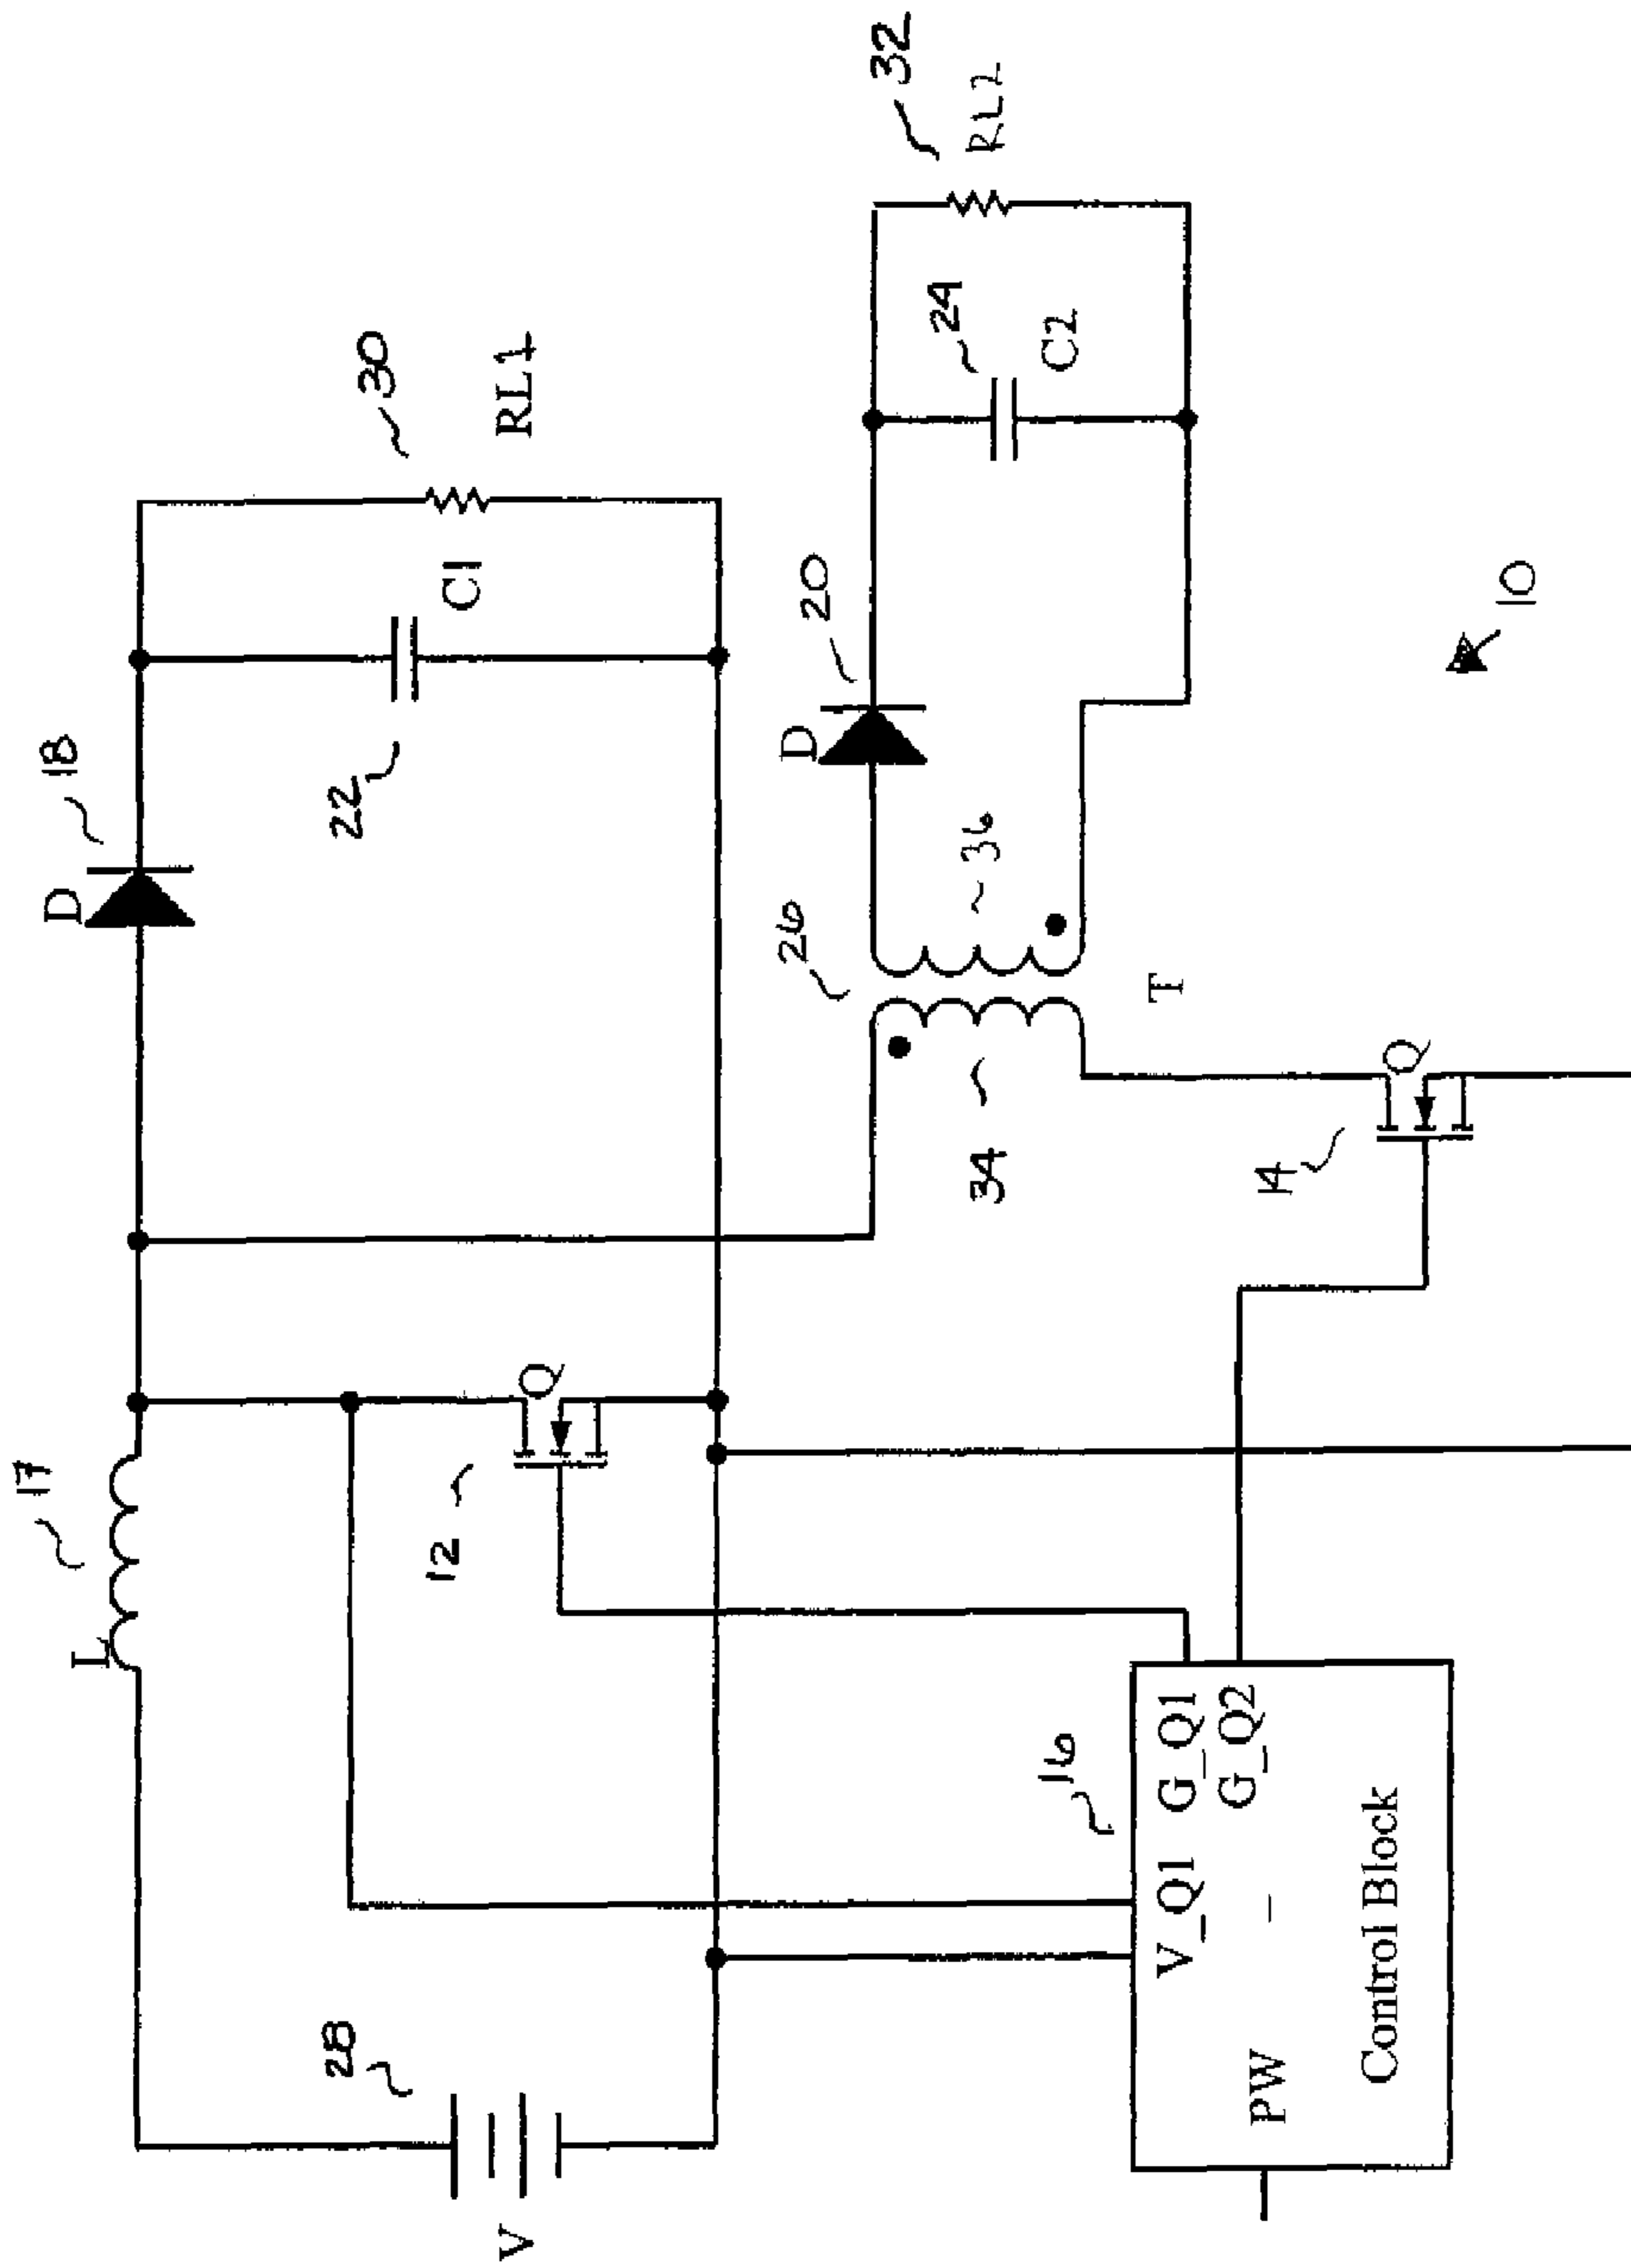 17
L
D
18
28
V
12
Q
22
C1
30
RL1
26
34
36
T
D
20
24
C2
32
RL2
16
V_Q1
G_Q1
G_Q2
PW
_
Control Block
14
Q
10